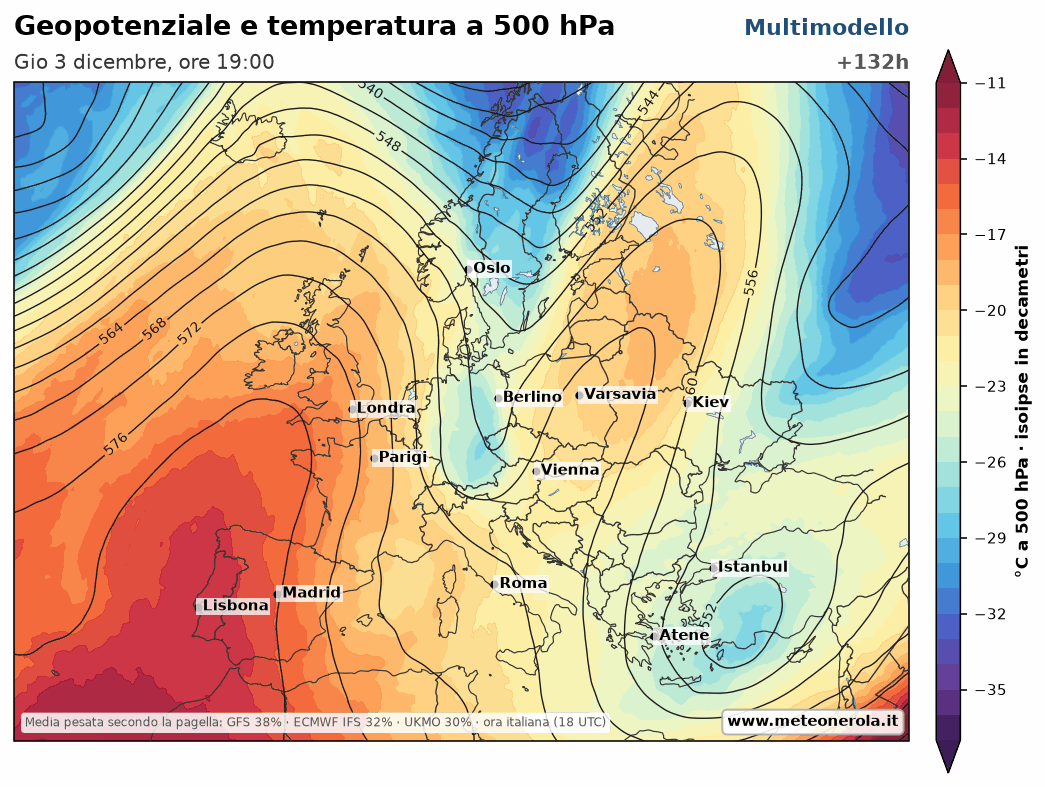 Geopotenziale e temperatura a 500 hPa
Multimodello
Gio 3 dicembre, ore 19:00
+132h
540
544
548
552
564
568
572
576
556
60
552
Oslo
Londra
Berlino
Varsavia
Kiev
Parigi
Vienna
Istanbul
Roma
Madrid
Lisbona
Atene
−11
−14
−17
−20
−23
−26
−29
−32
−35
°C a 500 hPa · isoipse in decametri
Media pesata secondo la pagella: GFS 38% · ECMWF IFS 32% · UKMO 30% · ora italiana (18 UTC)
www.meteonerola.it